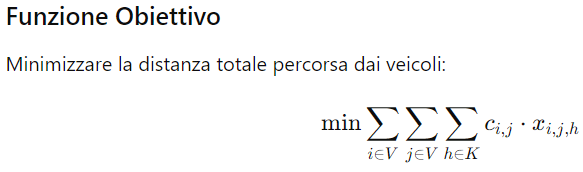 Funzione Obiettivo
Minimizzare la distanza totale percorsa dai veicoli:
min ∑_{i∈V} ∑_{j∈V} ∑_{h∈K} c_{i,j} · x_{i,j,h}